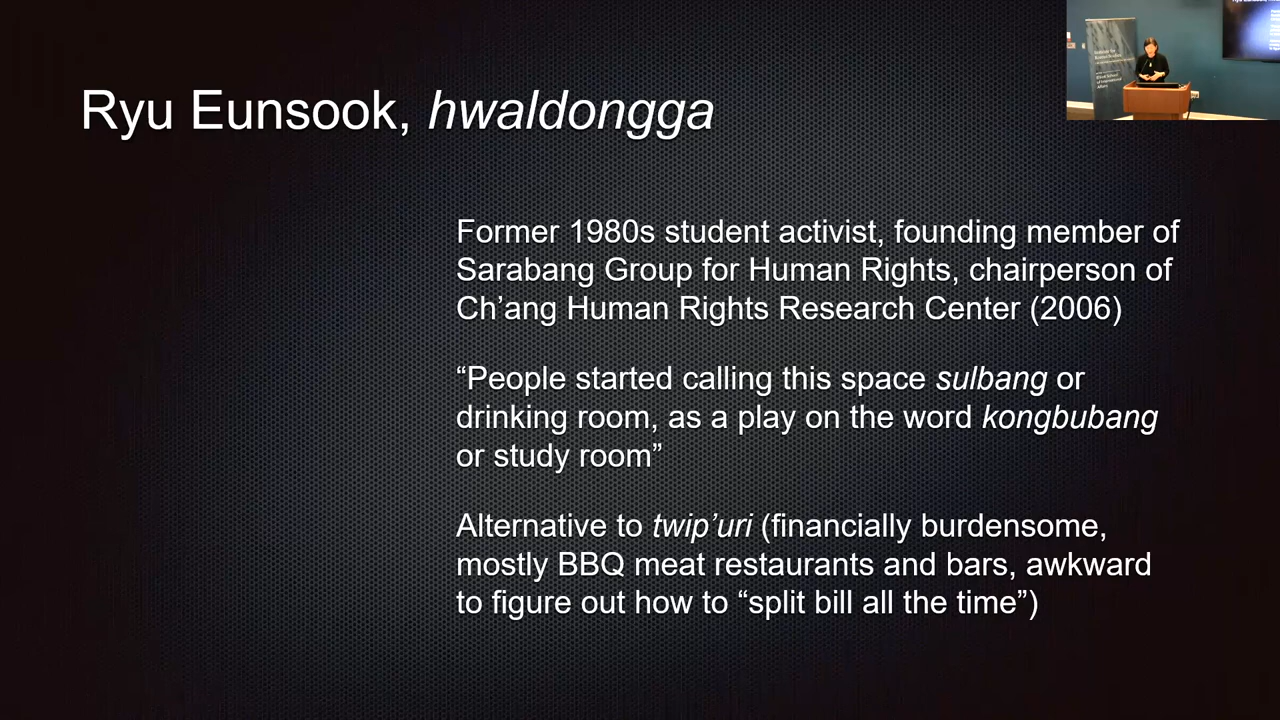 Ryu Eunsook, hwaldongga
Former 1980s student activist, founding member of
Sarabang Group for Human Rights, chairperson of
Ch’ang Human Rights Research Center (2006)
“People started calling this space sulbang or
drinking room, as a play on the word kongbubang
or study room”
Alternative to twip’uri (financially burdensome,
mostly BBQ meat restaurants and bars, awkward
to figure out how to “split bill all the time”)